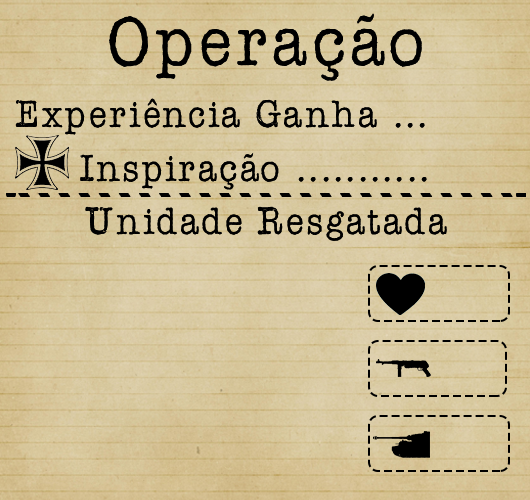 Operação
Experiência Ganha ...
Inspiração ...........
Unidade Resgatada